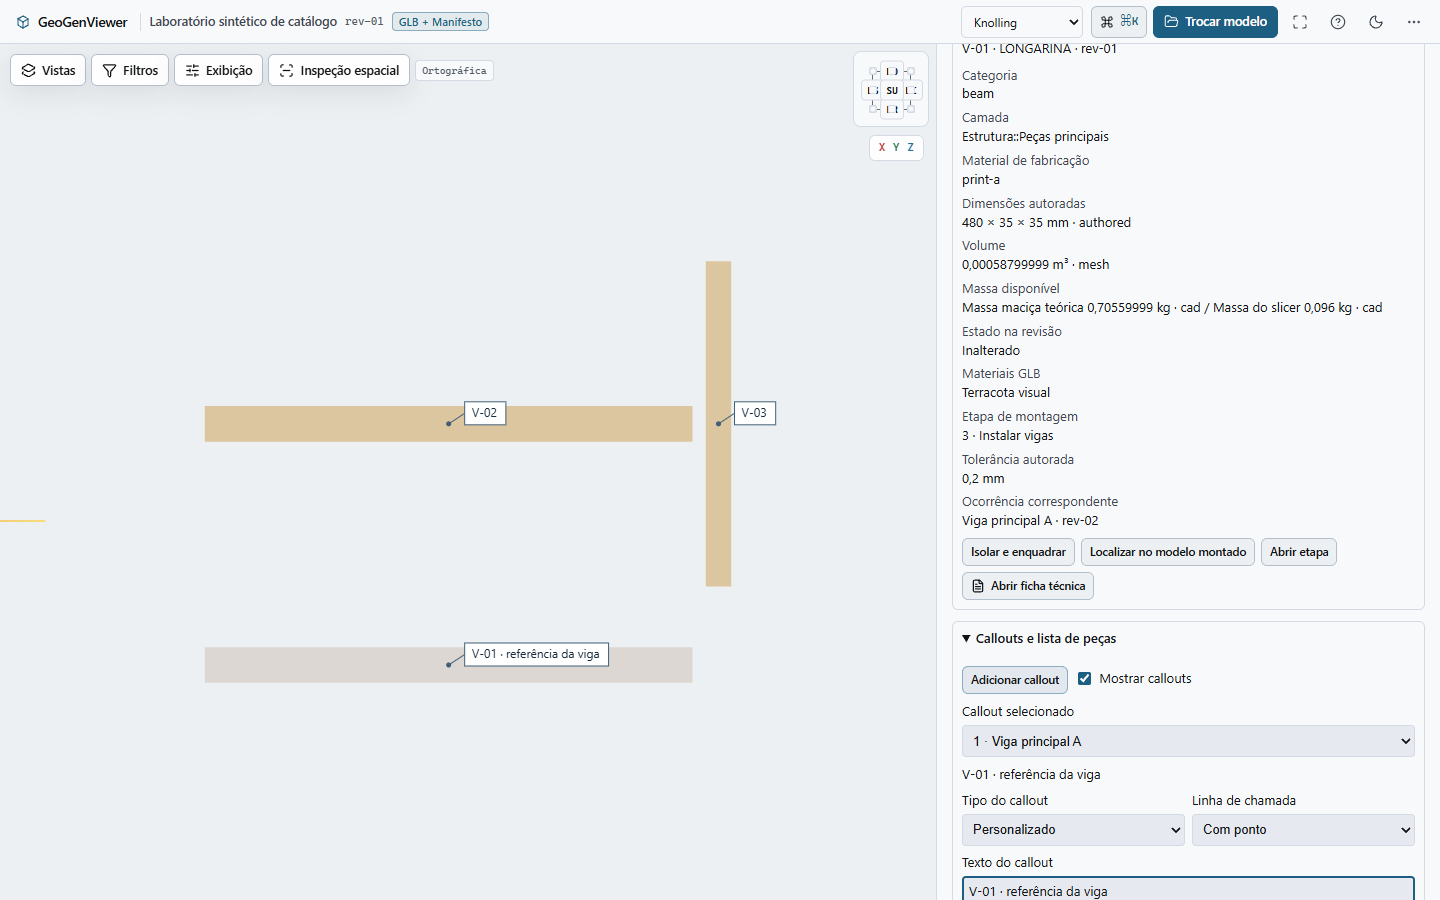 GeoGenViewer
Laboratório sintético de catálogo rev-01 GLB + Manifesto
Knolling
⌘K
Trocar modelo
Vistas
Filtros
Exibição
Inspeção espacial
Ortográfica
SU
X Y Z
V-02
V-03
V-01 · referência da viga
V-01 · LONGARINA · rev-01
Categoria
beam
Camada
Estrutura::Peças principais
Material de fabricação
print-a
Dimensões autoradas
480 × 35 × 35 mm · authored
Volume
0,00058799999 m³ · mesh
Massa disponível
Massa maciça teórica 0,70559999 kg · cad / Massa do slicer 0,096 kg · cad
Estado na revisão
Inalterado
Materiais GLB
Terracota visual
Etapa de montagem
3 · Instalar vigas
Tolerância autorada
0,2 mm
Ocorrência correspondente
Viga principal A · rev-02
Isolar e enquadrar
Localizar no modelo montado
Abrir etapa
Abrir ficha técnica
Callouts e lista de peças
Adicionar callout
Mostrar callouts
Callout selecionado
1 · Viga principal A
V-01 · referência da viga
Tipo do callout
Linha de chamada
Personalizado
Com ponto
Texto do callout
V-01 · referência da viga